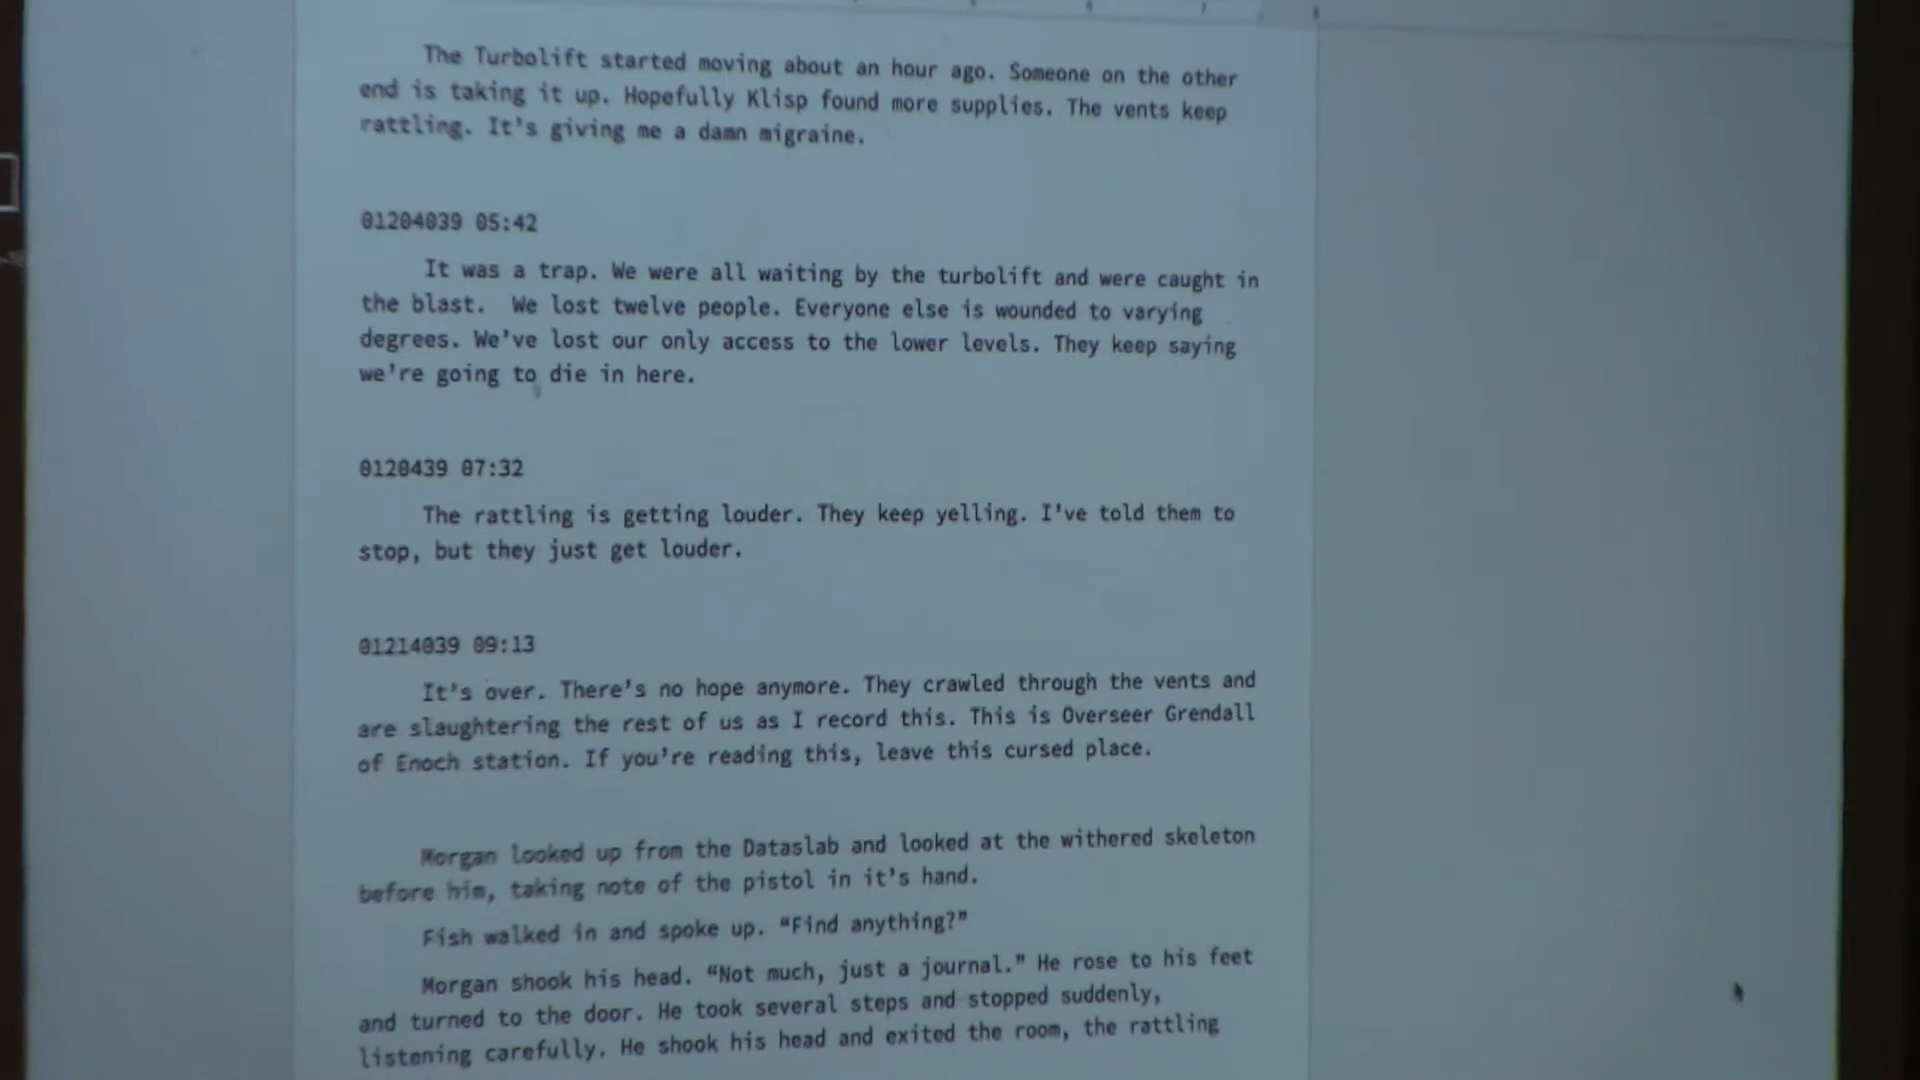 The Turbolift started moving about an hour ago. Someone on the other
end is taking it up. Hopefully Klisp found more supplies. The vents keep
rattling. It's giving me a damn migraine.
01204039 05:42
It was a trap. We were all waiting by the turbolift and were caught in
the blast.  We lost twelve people. Everyone else is wounded to varying
degrees. We've lost our only access to the lower levels. They keep saying
we're going to die in here.
0120439 07:32
The rattling is getting louder. They keep yelling. I've told them to
stop, but they just get louder.
01214039 09:13
It's over. There's no hope anymore. They crawled through the vents and
are slaughtering the rest of us as I record this. This is Overseer Grendall
of Enoch station. If you're reading this, leave this cursed place.
Morgan looked up from the Dataslab and looked at the withered skeleton
before him, taking note of the pistol in it's hand.
Fish walked in and spoke up. “Find anything?”
Morgan shook his head. “Not much, just a journal.” He rose to his feet
and turned to the door. He took several steps and stopped suddenly,
listening carefully. He shook his head and exited the room, the rattling